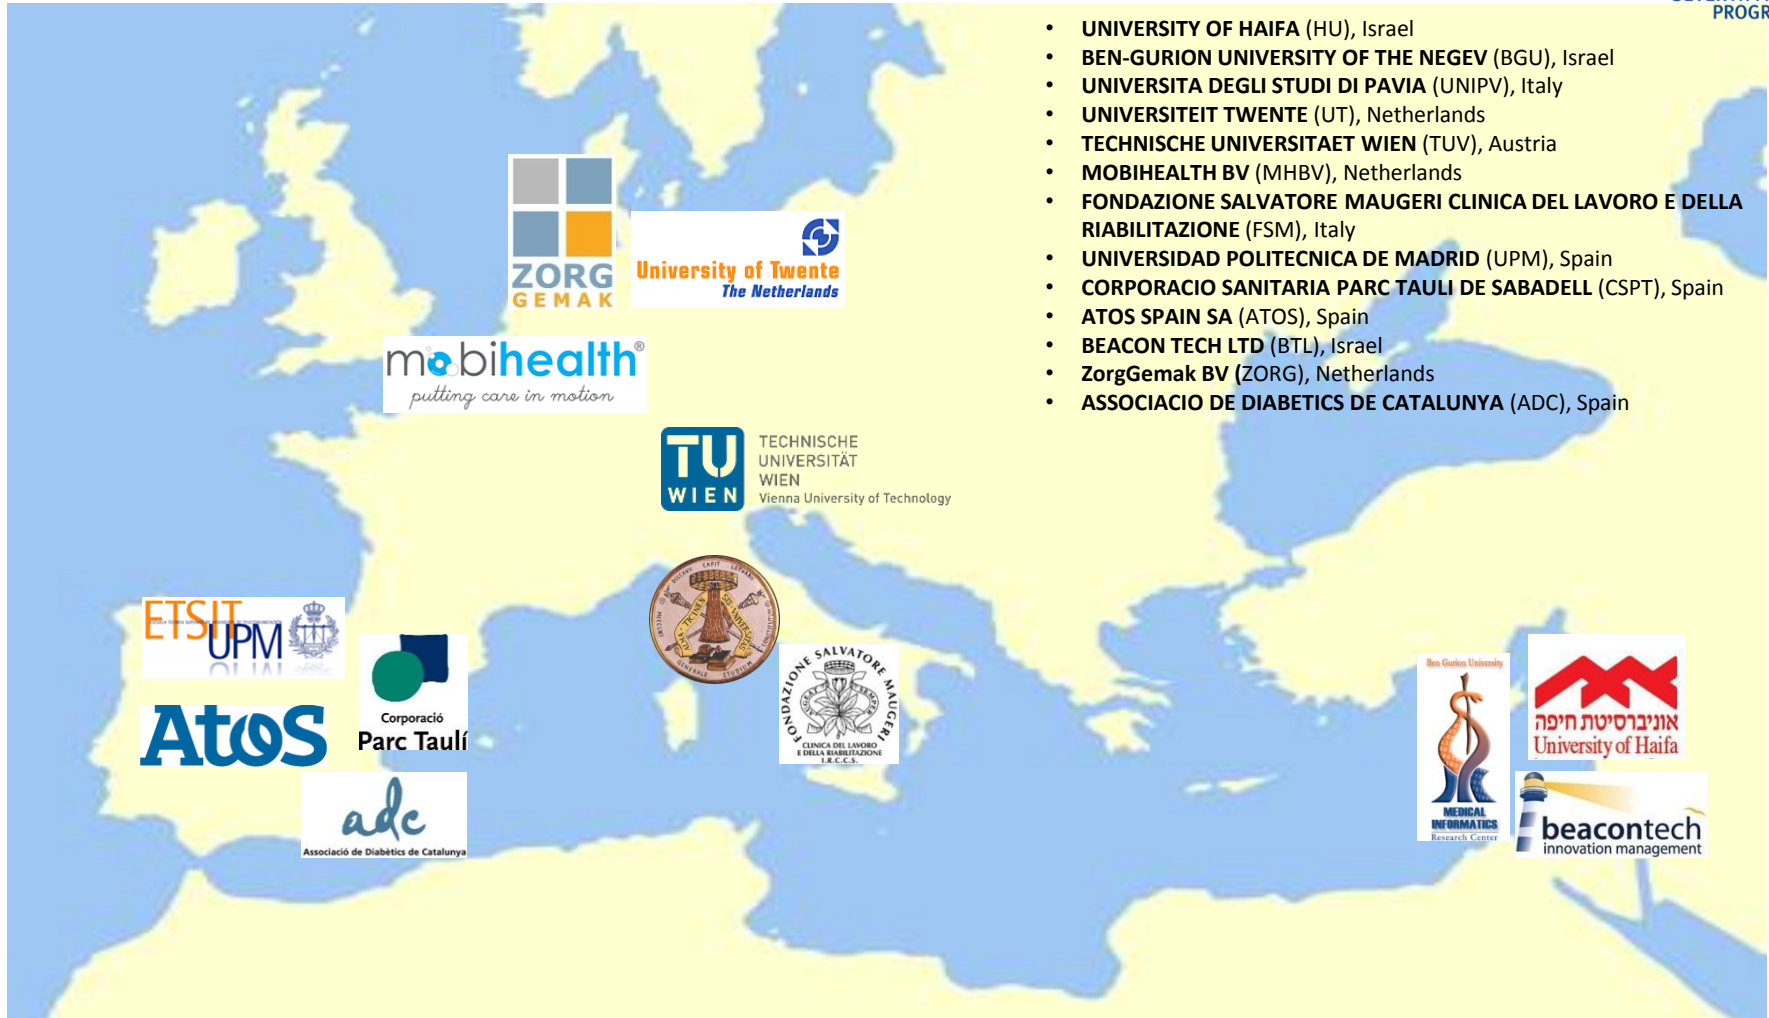 PROGR
• UNIVERSITY OF HAIFA (HU), Israel
• BEN-GURION UNIVERSITY OF THE NEGEV (BGU), Israel
• UNIVERSITA DEGLI STUDI DI PAVIA (UNIPV), Italy
• UNIVERSITEIT TWENTE (UT), Netherlands
• TECHNISCHE UNIVERSITAET WIEN (TUV), Austria
• MOBIHEALTH BV (MHBV), Netherlands
• FONDAZIONE SALVATORE MAUGERI CLINICA DEL LAVORO E DELLA
RIABILITAZIONE (FSM), Italy
• UNIVERSIDAD POLITECNICA DE MADRID (UPM), Spain
• CORPORACIO SANITARIA PARC TAULI DE SABADELL (CSPT), Spain
• ATOS SPAIN SA (ATOS), Spain
• BEACON TECH LTD (BTL), Israel
• ZorgGemak BV (ZORG), Netherlands
• ASSOCIACIO DE DIABETICS DE CATALUNYA (ADC), Spain
ZORG
GEMAK
University of Twente
The Netherlands
mobihealth®
putting care in motion
TU
WIEN
TECHNISCHE
UNIVERSITÄT
WIEN
Vienna University of Technology
ETSIT
UPM
Corporació
Parc Taulí
AtoS
adc
Associació de Diabètics de Catalunya
FONDAZIONE SALVATORE MAUGERI
CLINICA DEL LAVORO
E DELLA RIABILITAZIONE
I.R.C.C.S.
Ben Gurion University
MEDICAL
INFORMATICS
Research Center
אוניברסיטת חיפה
University of Haifa
beacontech
innovation management